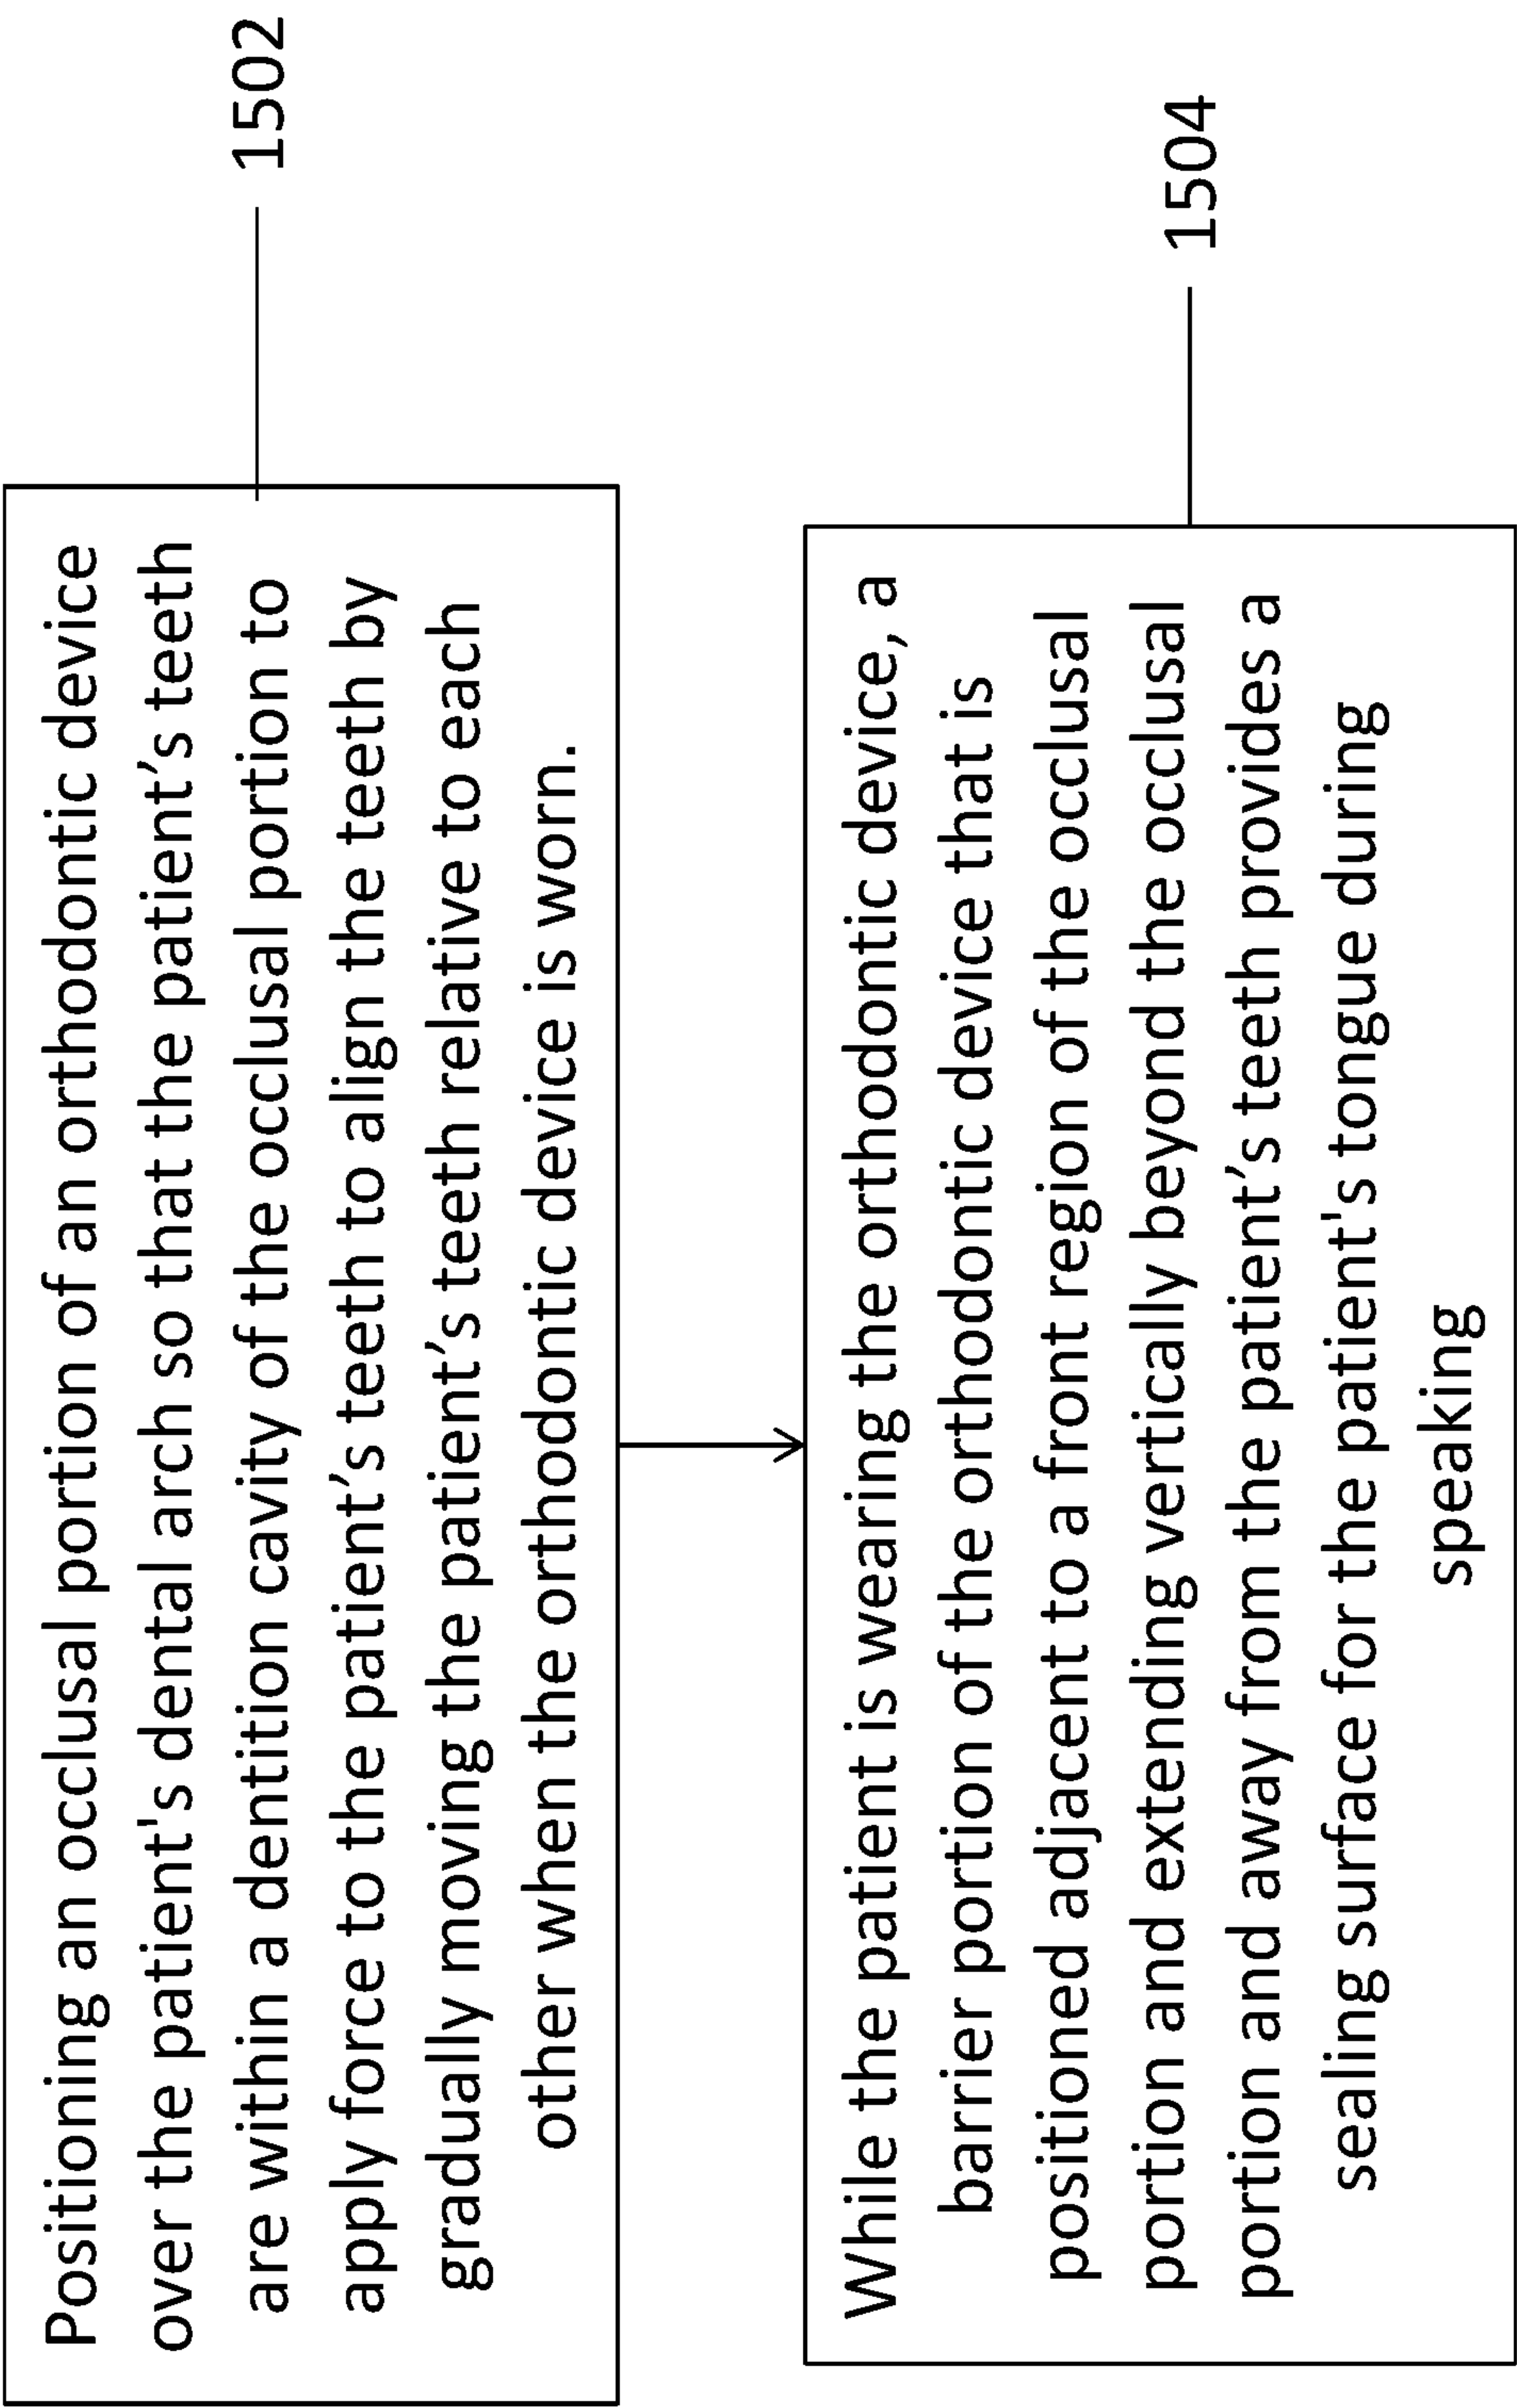 Positioning an occlusal portion of an orthodontic device
over the patient's dental arch so that the patient’s teeth
are within a dentition cavity of the occlusal portion to
apply force to the patient’s teeth to align the teeth by
gradually moving the patient’s teeth relative to each
other when the orthodontic device is worn.
1502
While the patient is wearing the orthodontic device, a
barrier portion of the orthodontic device that is
positioned adjacent to a front region of the occlusal
portion and extending vertically beyond the occlusal
portion and away from the patient’s teeth provides a
sealing surface for the patient's tongue during
speaking
1504